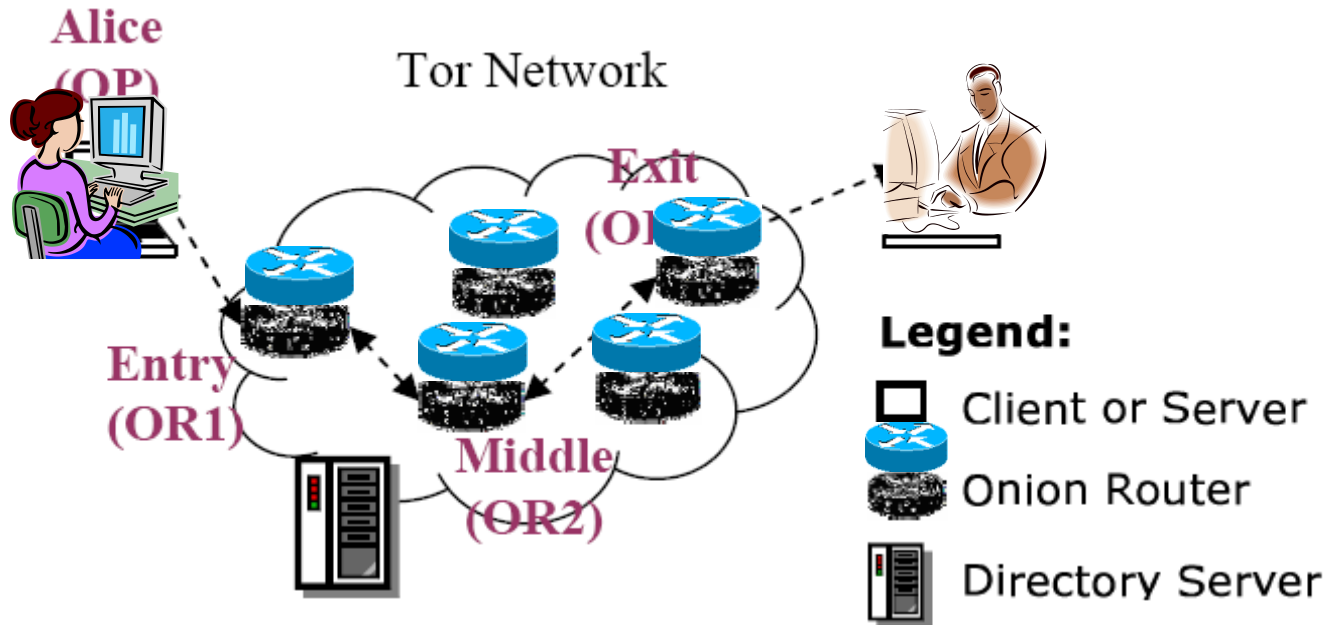 Alice
(OP)
Tor Network
Exit
Entry
(OR1)
Middle
(OR2)
Legend:
Client or Server
Onion Router
Directory Server